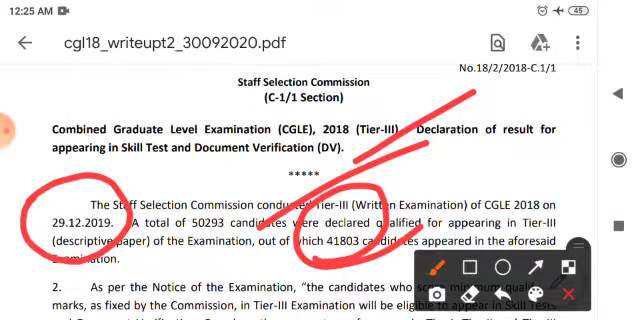 12:25 AM
45
cgl18_writeupt2_30092020.pdf
No.18/2/2018-C.1/1
Staff Selection Commission
(C-1/1 Section)
Combined Graduate Level Examination (CGLE), 2018 (Tier-III) Declaration of result for
appearing in Skill Test and Document Verification (DV).
*****
The Staff Selection Commission conducted Tier-III (Written Examination) of CGLE 2018 on
29.12.2019. A total of 50293 candidates were declared qualified for appearing in Tier-III
(descriptive paper) of the Examination, out of which 41803 candidates appeared in the aforesaid
Examination.
2. As per the Notice of the Examination, "the candidates who score minimum
marks, as fixed by the Commission, in Tier-III Examination will be eligible to appear in Skill Tests